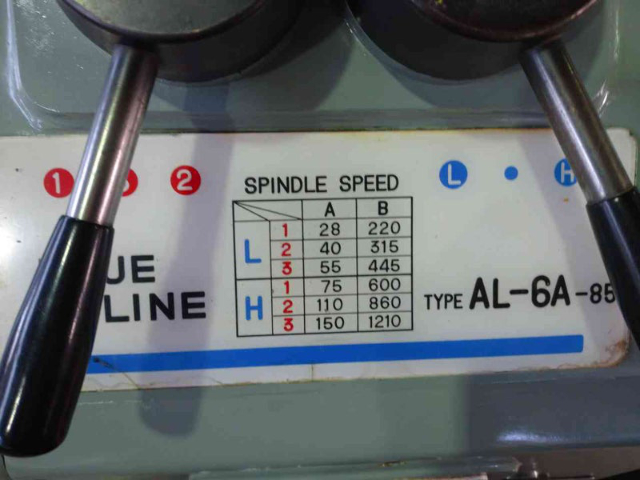 1 2
SPINDLE SPEED
L H
A B
L
1 28 220
2 40 315
3 55 445
H
1 75 600
2 110 860
3 150 1210
UE
LINE
TYPE AL-6A-85